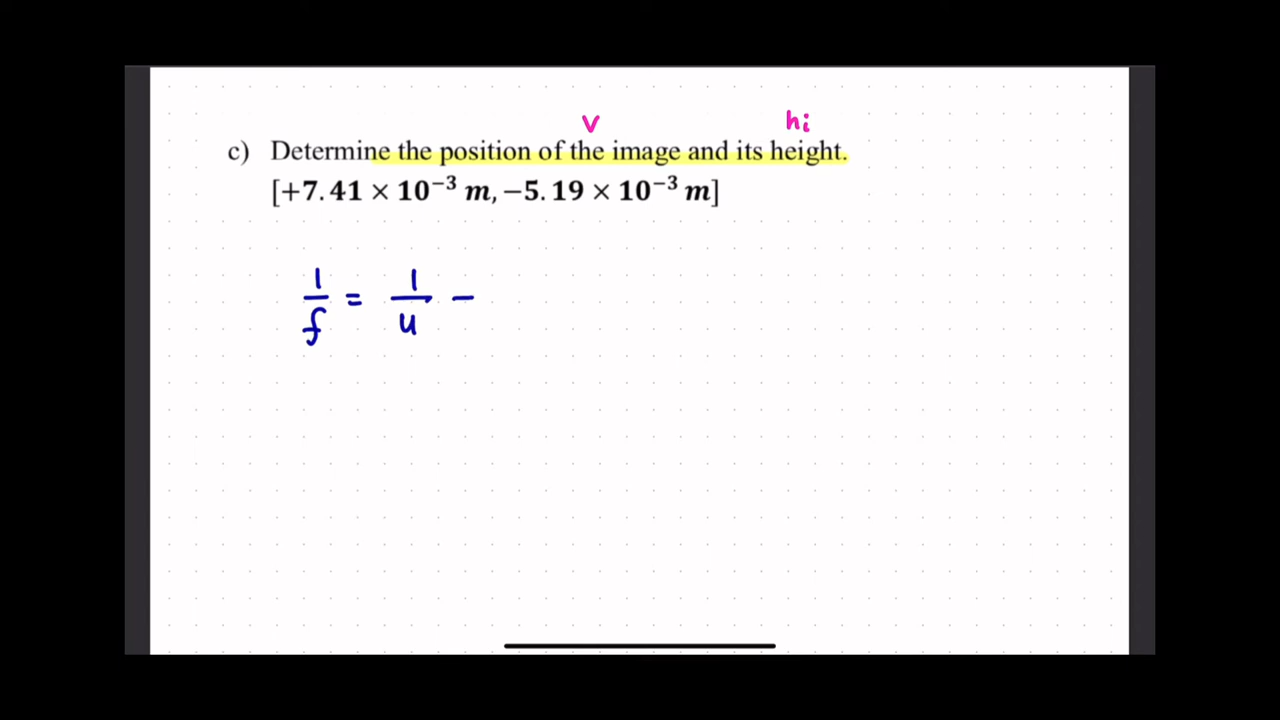 v hi
c) Determine the position of the image and its height.
[+7.41 × 10⁻³ m, −5.19 × 10⁻³ m]
1/f = 1/u −